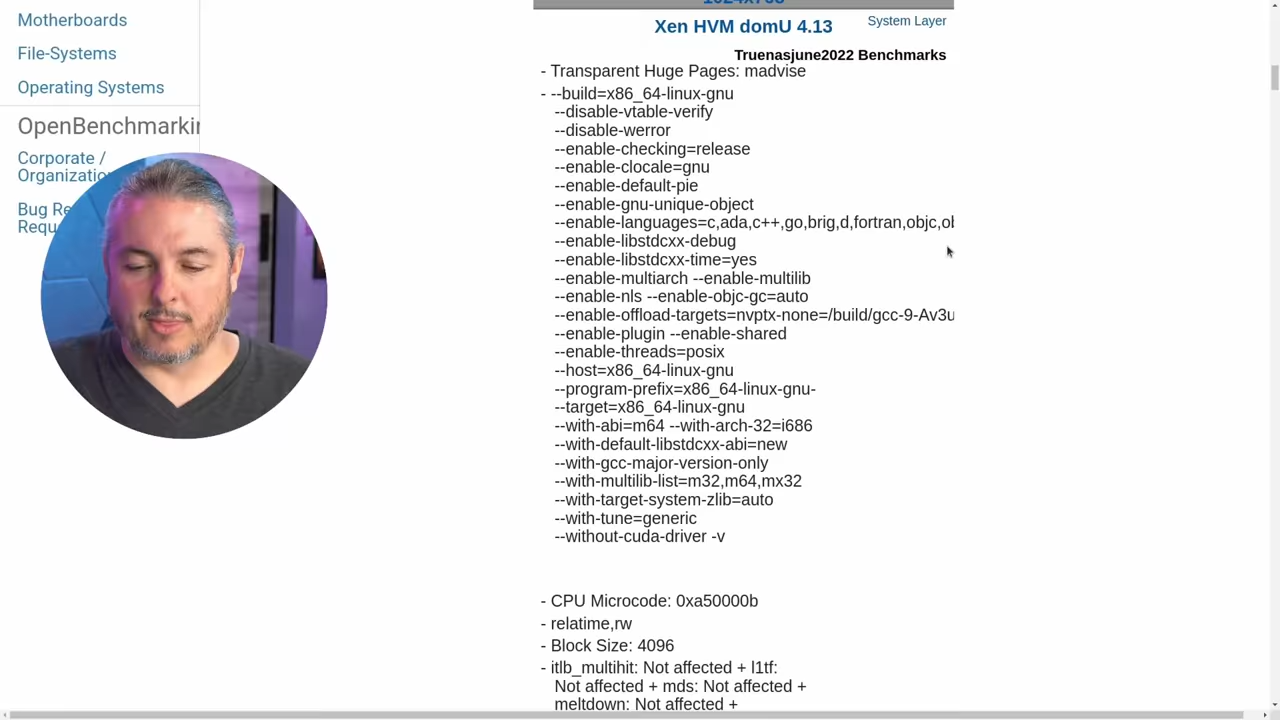 Motherboards
File-Systems
Operating Systems
Corporate /
Bug Re
Requ
1024x768
Xen HVM domU 4.13
System Layer
Truenasjune2022 Benchmarks
- Transparent Huge Pages: madvise
- --build=x86_64-linux-gnu
--disable-vtable-verify
--disable-werror
--enable-checking=release
--enable-clocale=gnu
--enable-default-pie
--enable-gnu-unique-object
--enable-languages=c,ada,c++,go,brig,d,fortran,objc,ob
--enable-libstdcxx-debug
--enable-libstdcxx-time=yes
--enable-multiarch --enable-multilib
--enable-nls --enable-objc-gc=auto
--enable-offload-targets=nvptx-none=/build/gcc-9-Av3u
--enable-plugin --enable-shared
--enable-threads=posix
--host=x86_64-linux-gnu
--program-prefix=x86_64-linux-gnu-
--target=x86_64-linux-gnu
--with-abi=m64 --with-arch-32=i686
--with-default-libstdcxx-abi=new
--with-gcc-major-version-only
--with-multilib-list=m32,m64,mx32
--with-target-system-zlib=auto
--with-tune=generic
--without-cuda-driver -v
- CPU Microcode: 0xa50000b
- relatime,rw
- Block Size: 4096
- itlb_multihit: Not affected + l1tf:
Not affected + mds: Not affected +
meltdown: Not affected +